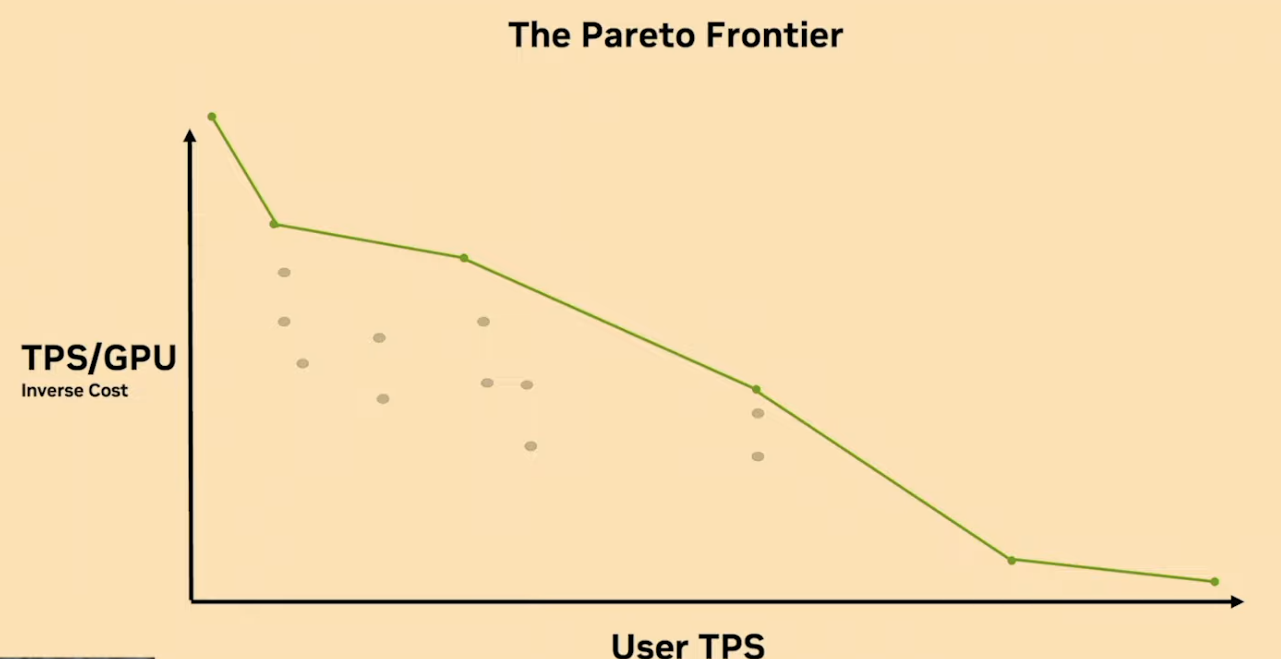 The Pareto Frontier
TPS/GPU
Inverse Cost
User TPS